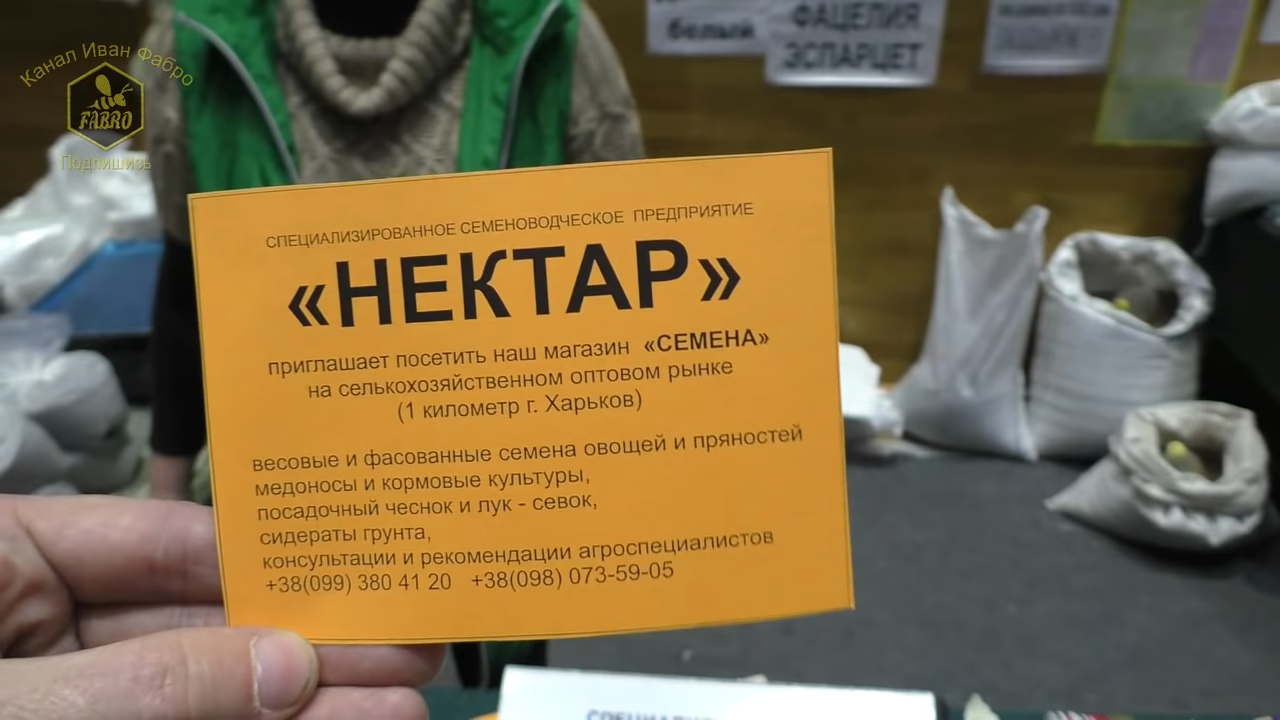 Канал Иван Фабро
FABRO
Подпишись
белый
ФАЦЕЛИЯ
ЭСПАРЦЕТ
СПЕЦИАЛИЗИРОВАННОЕ СЕМЕНОВОДЧЕСКОЕ ПРЕДПРИЯТИЕ
«НЕКТАР»
приглашает посетить наш магазин «СЕМЕНА»
на селькохозяйственном оптовом рынке
(1 километр г. Харьков)
весовые и фасованные семена овощей и пряностей
медоносы и кормовые культуры,
посадочный чеснок и лук - севок,
сидераты грунта,
консультации и рекомендации агроспециалистов
+38(099) 380 41 20 +38(098) 073-59-05